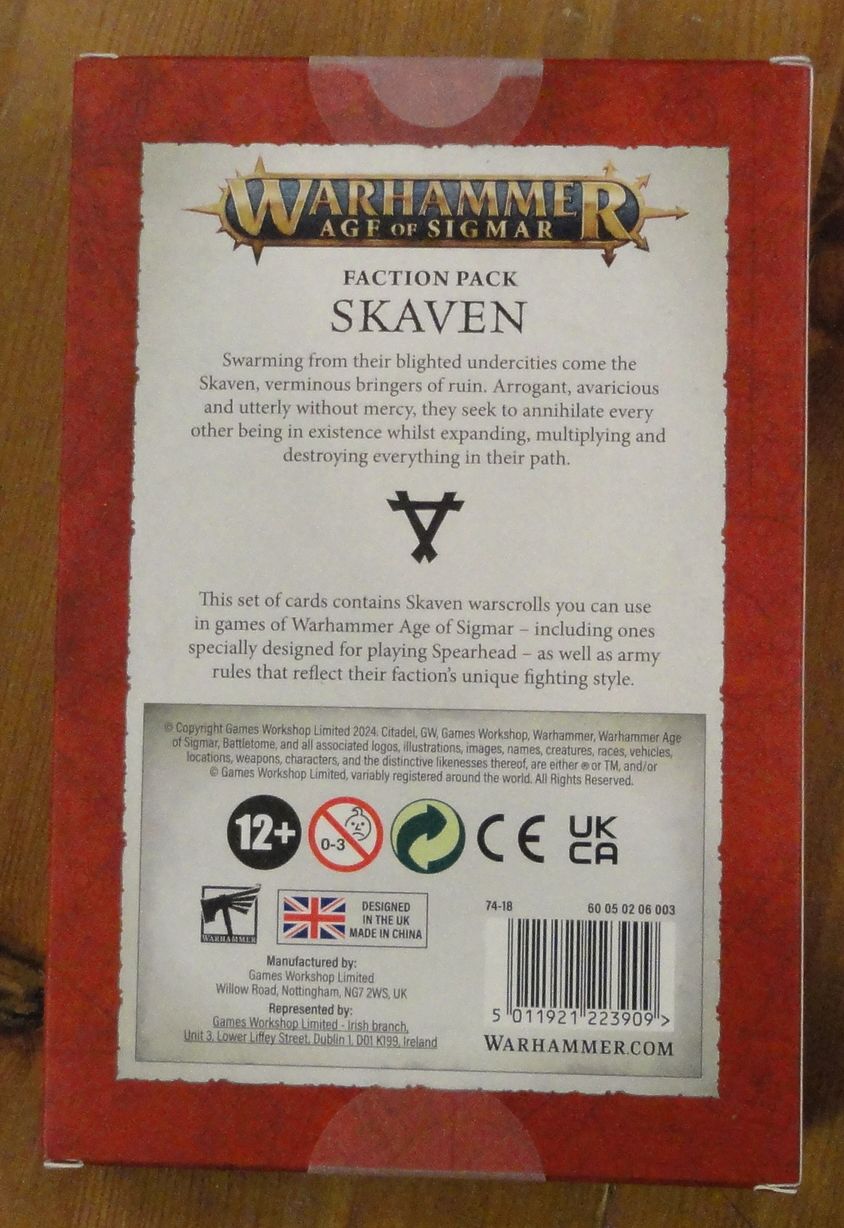 WARHAMMER
AGE OF SIGMAR
FACTION PACK
SKAVEN
Swarming from their blighted undercities come the
Skaven, verminous bringers of ruin. Arrogant, avaricious
and utterly without mercy, they seek to annihilate every
other being in existence whilst expanding, multiplying and
destroying everything in their path.
This set of cards contains Skaven warscrolls you can use
in games of Warhammer Age of Sigmar – including ones
specially designed for playing Spearhead – as well as army
rules that reflect their faction's unique fighting style.
© Copyright Games Workshop Limited 2024. Citadel, GW, Games Workshop, Warhammer, Warhammer Age
of Sigmar, Battletome, and all associated logos, illustrations, images, names, creatures, races, vehicles,
locations, weapons, characters, and the distinctive likenesses thereof, are either ® or TM, and/or
© Games Workshop Limited, variably registered around the world. All Rights Reserved.
12+
0-3
CE
UK
CA
WARHAMMER
DESIGNED
IN THE UK
MADE IN CHINA
74-18 60 05 02 06 003
Manufactured by:
Games Workshop Limited
Willow Road, Nottingham, NG7 2WS, UK
Represented by:
Games Workshop Limited - Irish branch,
Unit 3, Lower Liffey Street, Dublin 1, D01 K199, Ireland
5 011921 223909 >
WARHAMMER.COM